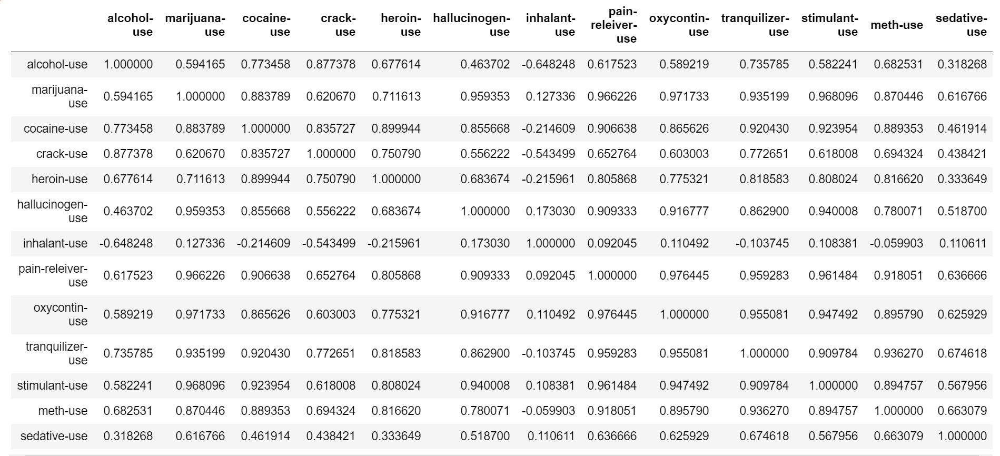 alcohol-use marijuana-use cocaine-use crack-use heroin-use hallucinogen-use inhalant-use pain-releiver-use oxycontin-use tranquilizer-use stimulant-use meth-use sedative-use
alcohol-use 1.000000 0.594165 0.773458 0.877378 0.677614 0.463702 -0.648248 0.617523 0.589219 0.735785 0.582241 0.682531 0.318268
marijuana-use 0.594165 1.000000 0.883789 0.620670 0.711613 0.959353 0.127336 0.966226 0.971733 0.935199 0.968096 0.870446 0.616766
cocaine-use 0.773458 0.883789 1.000000 0.835727 0.899944 0.855668 -0.214609 0.906638 0.865626 0.920430 0.923954 0.889353 0.461914
crack-use 0.877378 0.620670 0.835727 1.000000 0.750790 0.556222 -0.543499 0.652764 0.603003 0.772651 0.618008 0.694324 0.438421
heroin-use 0.677614 0.711613 0.899944 0.750790 1.000000 0.683674 -0.215961 0.805868 0.775321 0.818583 0.808024 0.816620 0.333649
hallucinogen-use 0.463702 0.959353 0.855668 0.556222 0.683674 1.000000 0.173030 0.909333 0.916777 0.862900 0.940008 0.780071 0.518700
inhalant-use -0.648248 0.127336 -0.214609 -0.543499 -0.215961 0.173030 1.000000 0.092045 0.110492 -0.103745 0.108381 -0.059903 0.110611
pain-releiver-use 0.617523 0.966226 0.906638 0.652764 0.805868 0.909333 0.092045 1.000000 0.976445 0.959283 0.961484 0.918051 0.636666
oxycontin-use 0.589219 0.971733 0.865626 0.603003 0.775321 0.916777 0.110492 0.976445 1.000000 0.955081 0.947492 0.895790 0.625929
tranquilizer-use 0.735785 0.935199 0.920430 0.772651 0.818583 0.862900 -0.103745 0.959283 0.955081 1.000000 0.909784 0.936270 0.674618
stimulant-use 0.582241 0.968096 0.923954 0.618008 0.808024 0.940008 0.108381 0.961484 0.947492 0.909784 1.000000 0.894757 0.567956
meth-use 0.682531 0.870446 0.889353 0.694324 0.816620 0.780071 -0.059903 0.918051 0.895790 0.936270 0.894757 1.000000 0.663079
sedative-use 0.318268 0.616766 0.461914 0.438421 0.333649 0.518700 0.110611 0.636666 0.625929 0.674618 0.567956 0.663079 1.000000